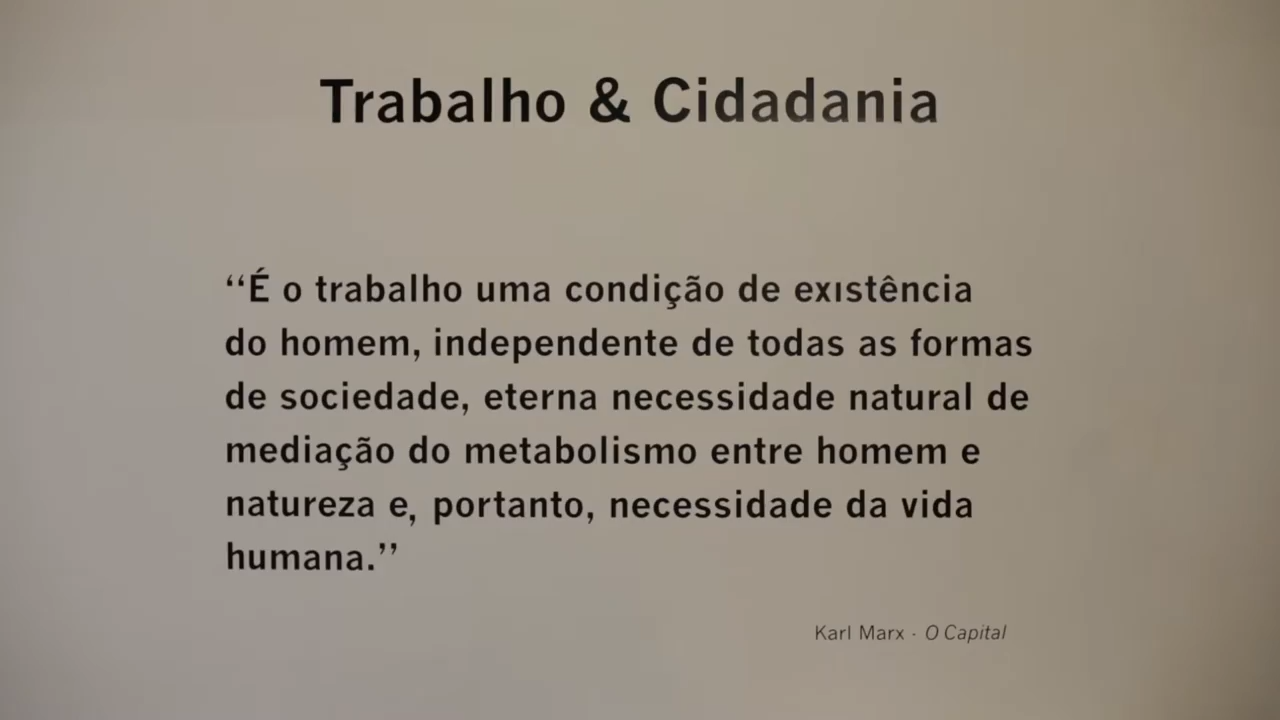 Trabalho & Cidadania
‘‘É o trabalho uma condição de existência
do homem, independente de todas as formas
de sociedade, eterna necessidade natural de
mediação do metabolismo entre homem e
natureza e, portanto, necessidade da vida
humana.’’
Karl Marx · O Capital